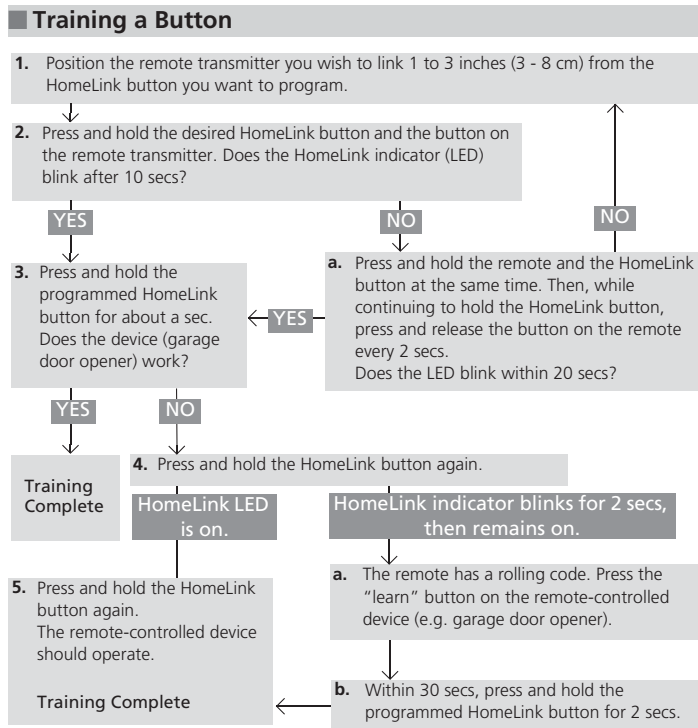 Training a Button
1. Position the remote transmitter you wish to link 1 to 3 inches (3 - 8 cm) from the
HomeLink button you want to program.
2. Press and hold the desired HomeLink button and the button on
the remote transmitter. Does the HomeLink indicator (LED)
blink after 10 secs?
YES
NO
NO
3. Press and hold the
programmed HomeLink
button for about a sec.
Does the device (garage
door opener) work?
YES
a. Press and hold the remote and the HomeLink
button at the same time. Then, while
continuing to hold the HomeLink button,
press and release the button on the remote
every 2 secs.
Does the LED blink within 20 secs?
YES
NO
Training
Complete
4. Press and hold the HomeLink button again.
HomeLink LED
is on.
HomeLink indicator blinks for 2 secs,
then remains on.
5. Press and hold the HomeLink
button again.
The remote-controlled device
should operate.
Training Complete
a. The remote has a rolling code. Press the
“learn” button on the remote-controlled
device (e.g. garage door opener).
b. Within 30 secs, press and hold the
programmed HomeLink button for 2 secs.